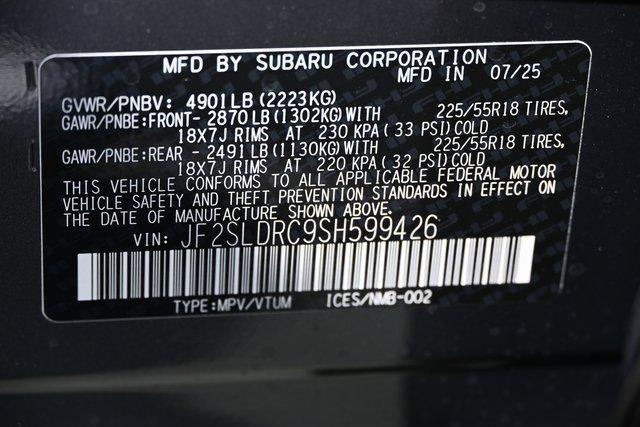 MFD BY SUBARU CORPORATION
MFD IN 07/25
GVWR/PNBV: 4901LB(2223KG)
GAWR/PNBE:FRONT- 2870LB(1302KG)WITH 225/55R18 TIRES,
18X7J RIMS AT 230 KPA(33 PSI)COLD
GAWR/PNBE:REAR - 2491LB(1130KG)WITH 225/55R18 TIRES,
18X7J RIMS AT 220 KPA(32 PSI)COLD
THIS VEHICLE CONFORMS TO ALL APPLICABLE FEDERAL MOTOR
VEHICLE SAFETY AND THEFT PREVENTION STANDARDS IN EFFECT ON
THE DATE OF MANUFACTURE SHOWN ABOVE.
VIN: JF2SLDRC9SH599426
TYPE:MPV/VTUM ICES/NMB-002